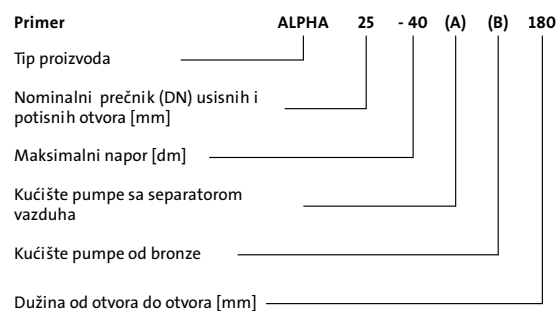 Primer ALPHA 25 - 40 (A) (B) 180
Tip proizvoda
Nominalni prečnik (DN) usisnih i
potisnih otvora [mm]
Maksimalni napor [dm]
Kućište pumpe sa separatorom
vazduha
Kućište pumpe od bronze
Dužina od otvora do otvora [mm]